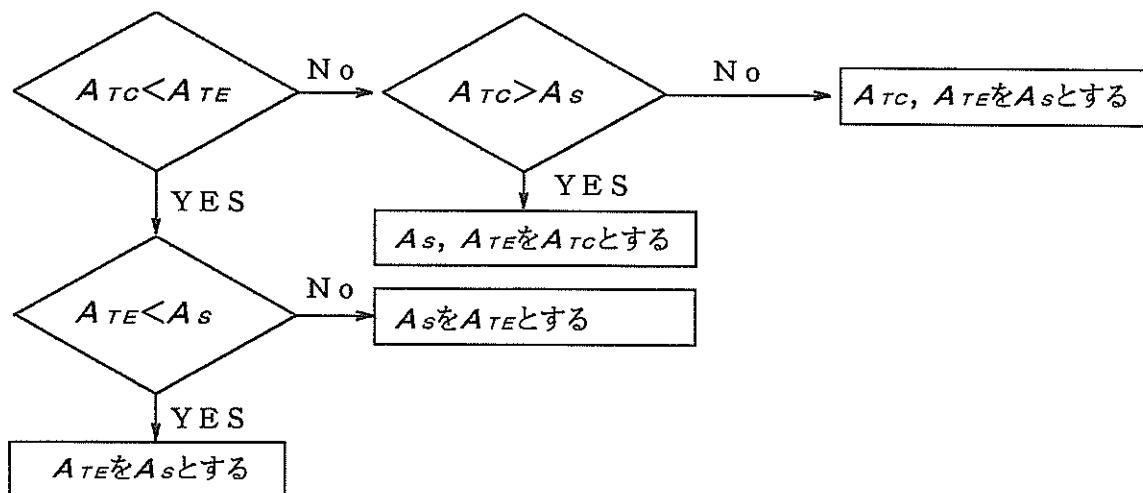 ATC<ATE
No
ATC>AS
No
ATC, ATEをASとする
YES
YES
AS, ATEをATCとする
ATE<AS
No
ASをATEとする
YES
ATEをASとする